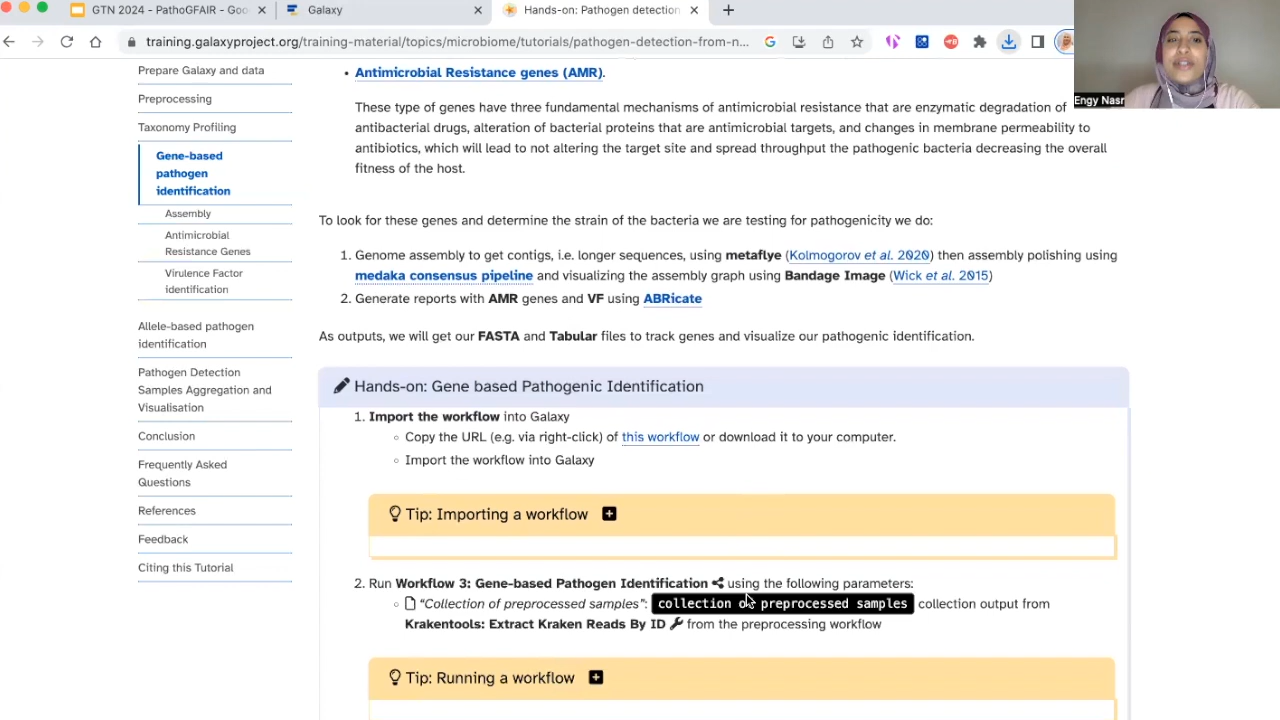 GTN 2024 - PathoGFAIR - Goo
Galaxy
Hands-on: Pathogen detection
training.galaxyproject.org/training-material/topics/microbiome/tutorials/pathogen-detection-from-n...
Engy Nasr
Prepare Galaxy and data
Preprocessing
Taxonomy Profiling
Gene-based
pathogen
identification
Assembly
Antimicrobial
Resistance Genes
Virulence Factor
identification
Allele-based pathogen
identification
Pathogen Detection
Samples Aggregation and
Visualisation
Conclusion
Frequently Asked
Questions
References
Feedback
Citing this Tutorial
• Antimicrobial Resistance genes (AMR).
These type of genes have three fundamental mechanisms of antimicrobial resistance that are enzymatic degradation of
antibacterial drugs, alteration of bacterial proteins that are antimicrobial targets, and changes in membrane permeability to
antibiotics, which will lead to not altering the target site and spread throughput the pathogenic bacteria decreasing the overall
fitness of the host.
To look for these genes and determine the strain of the bacteria we are testing for pathogenicity we do:
1. Genome assembly to get contigs, i.e. longer sequences, using metaflye (Kolmogorov et al. 2020) then assembly polishing using
medaka consensus pipeline and visualizing the assembly graph using Bandage Image (Wick et al. 2015)
2. Generate reports with AMR genes and VF using ABRicate
As outputs, we will get our FASTA and Tabular files to track genes and visualize our pathogenic identification.
Hands-on: Gene based Pathogenic Identification
1. Import the workflow into Galaxy
Copy the URL (e.g. via right-click) of this workflow or download it to your computer.
Import the workflow into Galaxy
Tip: Importing a workflow
2. Run Workflow 3: Gene-based Pathogen Identification using the following parameters:
"Collection of preprocessed samples": collection of preprocessed samples collection output from
Krakentools: Extract Kraken Reads By ID from the preprocessing workflow
Tip: Running a workflow